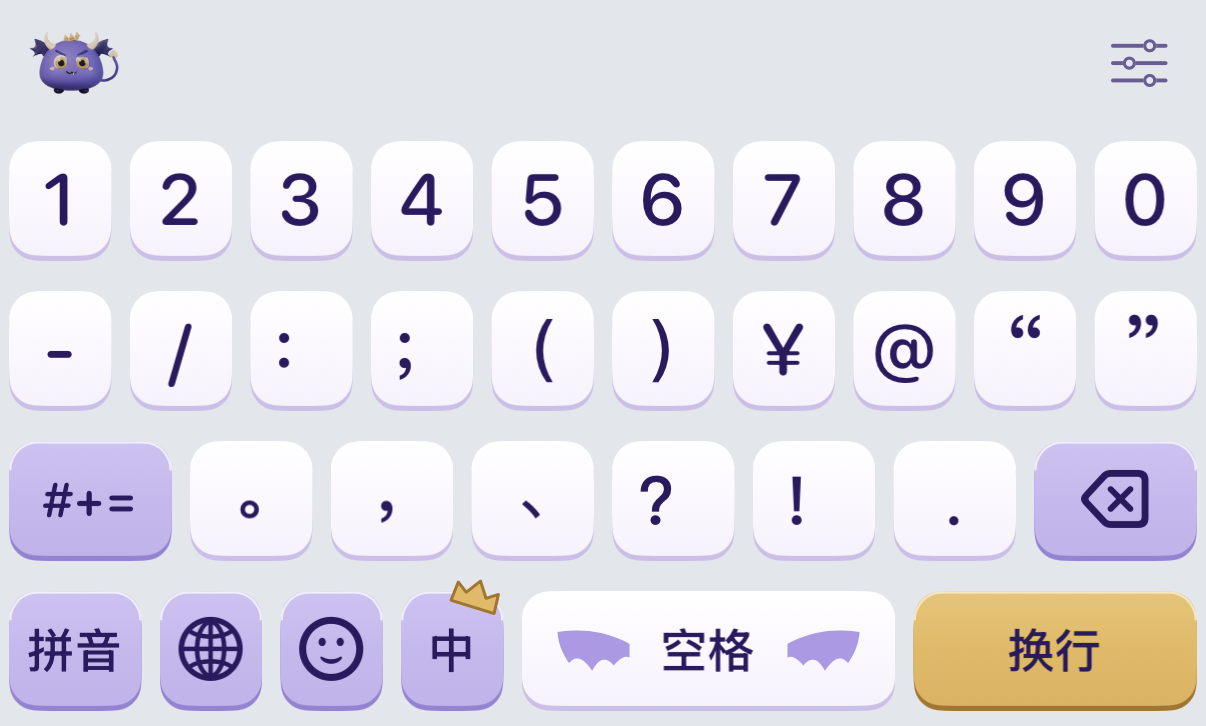 1 2 3 4 5 6 7 8 9 0
- / : ; ( ) ¥ @ “ ”
#+= 。 ， 、 ？ ！ .
拼音 中 空格 换行